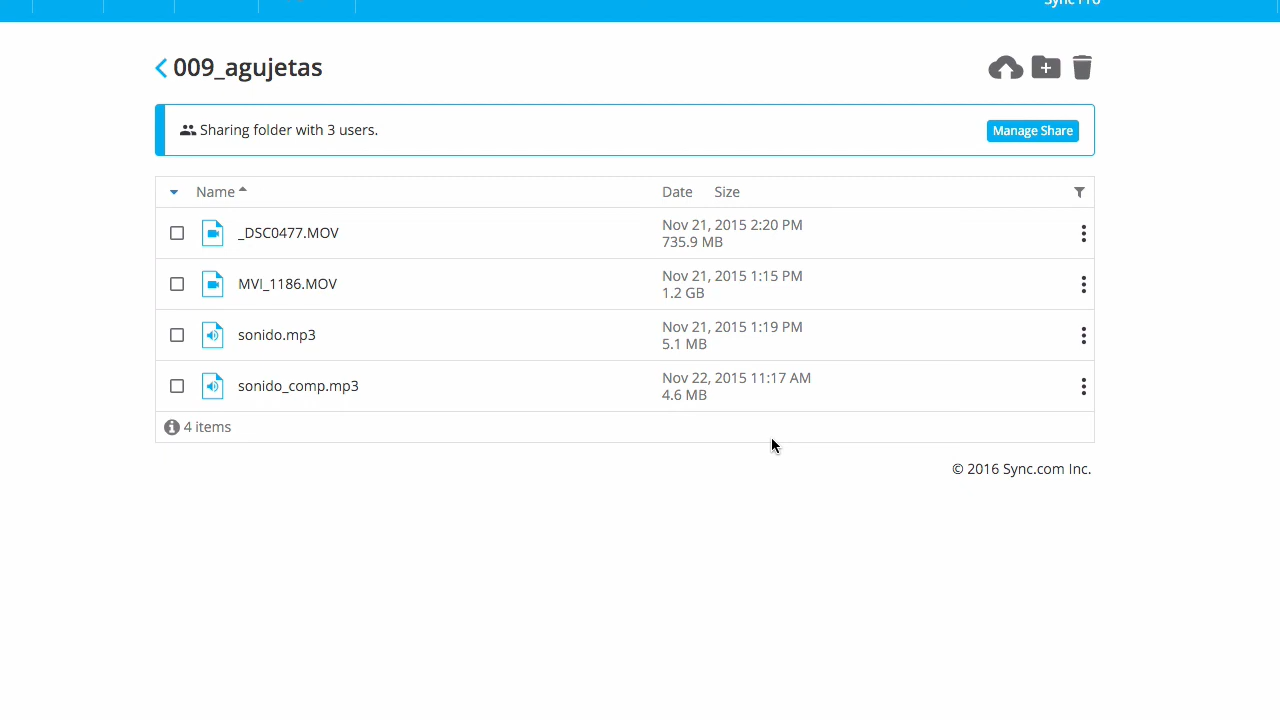 Sync Pro
009_agujetas
Sharing folder with 3 users.
Manage Share
Name Date Size
_DSC0477.MOV
Nov 21, 2015 2:20 PM
735.9 MB
MVI_1186.MOV
Nov 21, 2015 1:15 PM
1.2 GB
sonido.mp3
Nov 21, 2015 1:19 PM
5.1 MB
sonido_comp.mp3
Nov 22, 2015 11:17 AM
4.6 MB
4 items
© 2016 Sync.com Inc.